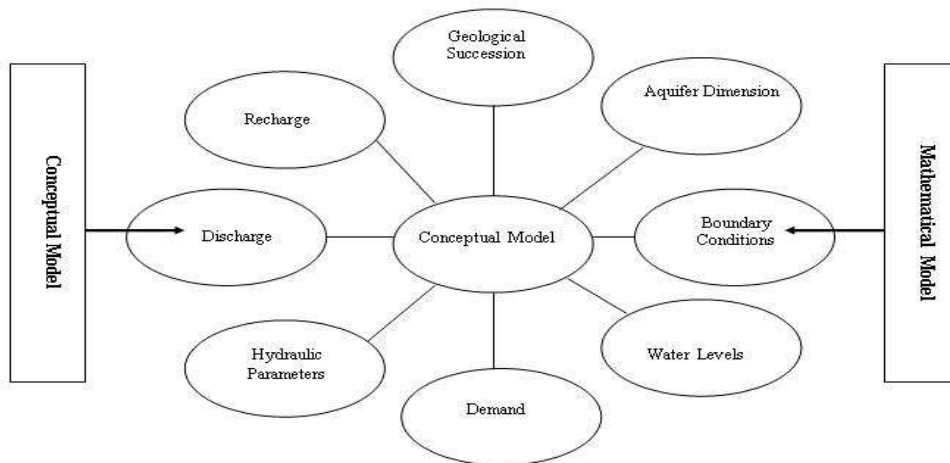 Geological
Succession
Aquifer Dimension
Recharge
Conceptual Model
Mathematical Model
Discharge
Conceptual Model
Boundary
Conditions
Hydraulic
Parameters
Water Levels
Demand